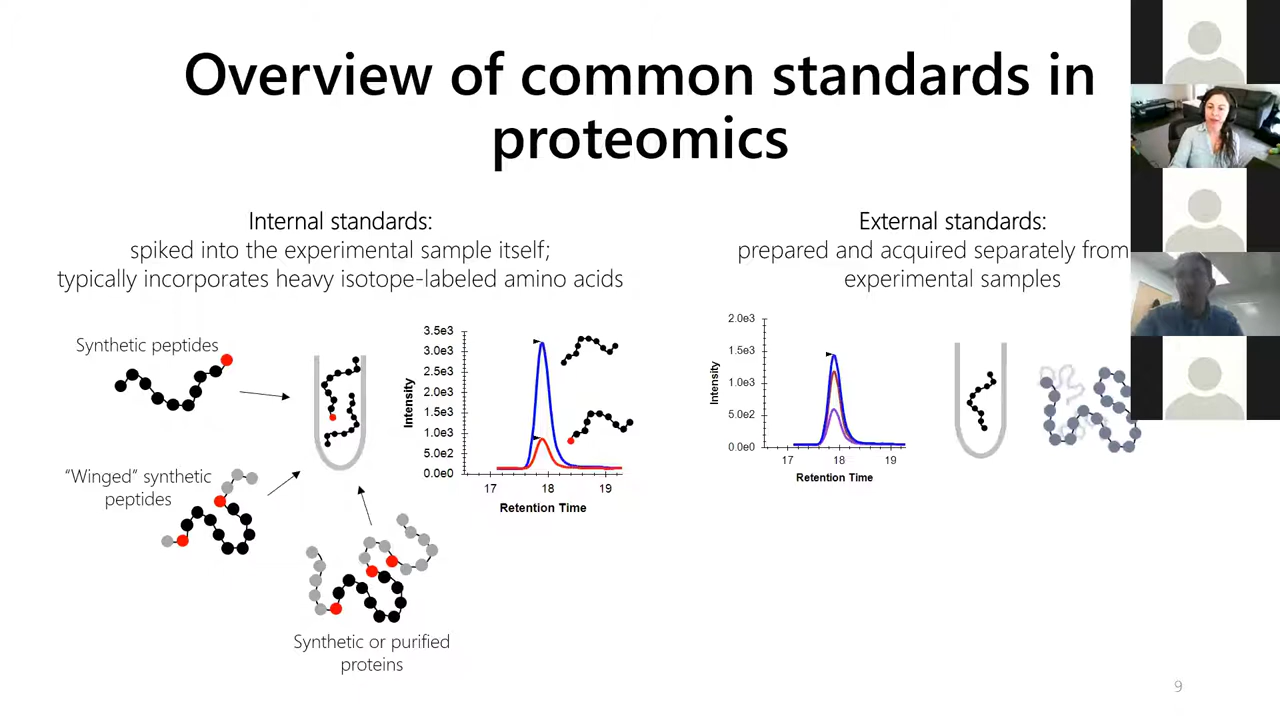 Overview of common standards in
proteomics
Internal standards:
spiked into the experimental sample itself;
typically incorporates heavy isotope-labeled amino acids
External standards:
prepared and acquired separately from
experimental samples
Synthetic peptides
“Winged” synthetic
peptides
Synthetic or purified
proteins
Intensity
3.5e3
3.0e3
2.5e3
2.0e3
1.5e3
1.0e3
5.0e2
0.0e0
17 18 19
Retention Time
Intensity
2.0e3
1.5e3
1.0e3
5.0e2
0.0e0
17 18 19
Retention Time
9